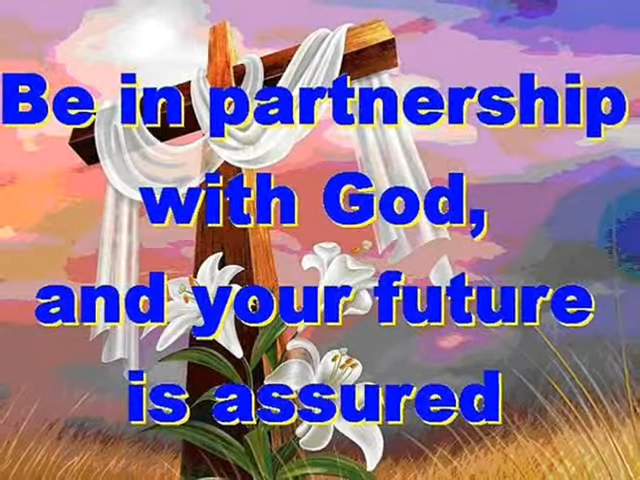 Be in partnership
with God,
and your future
is assured